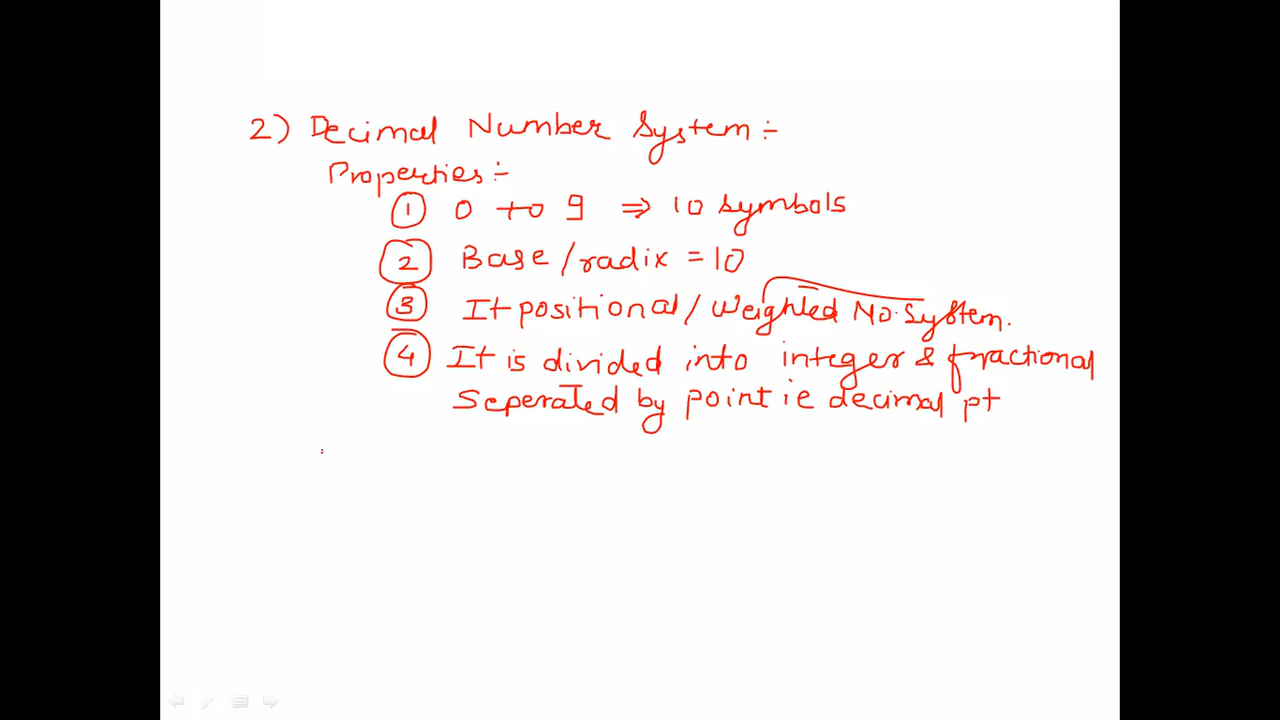 2) Decimal Number System :-
Properties :-
① 0 to 9 ⇒ 10 symbols
② Base / radix = 10
③ It positional / Weighted No. System.
④ It is divided into integer & fractional
Seperated by point ie decimal pt